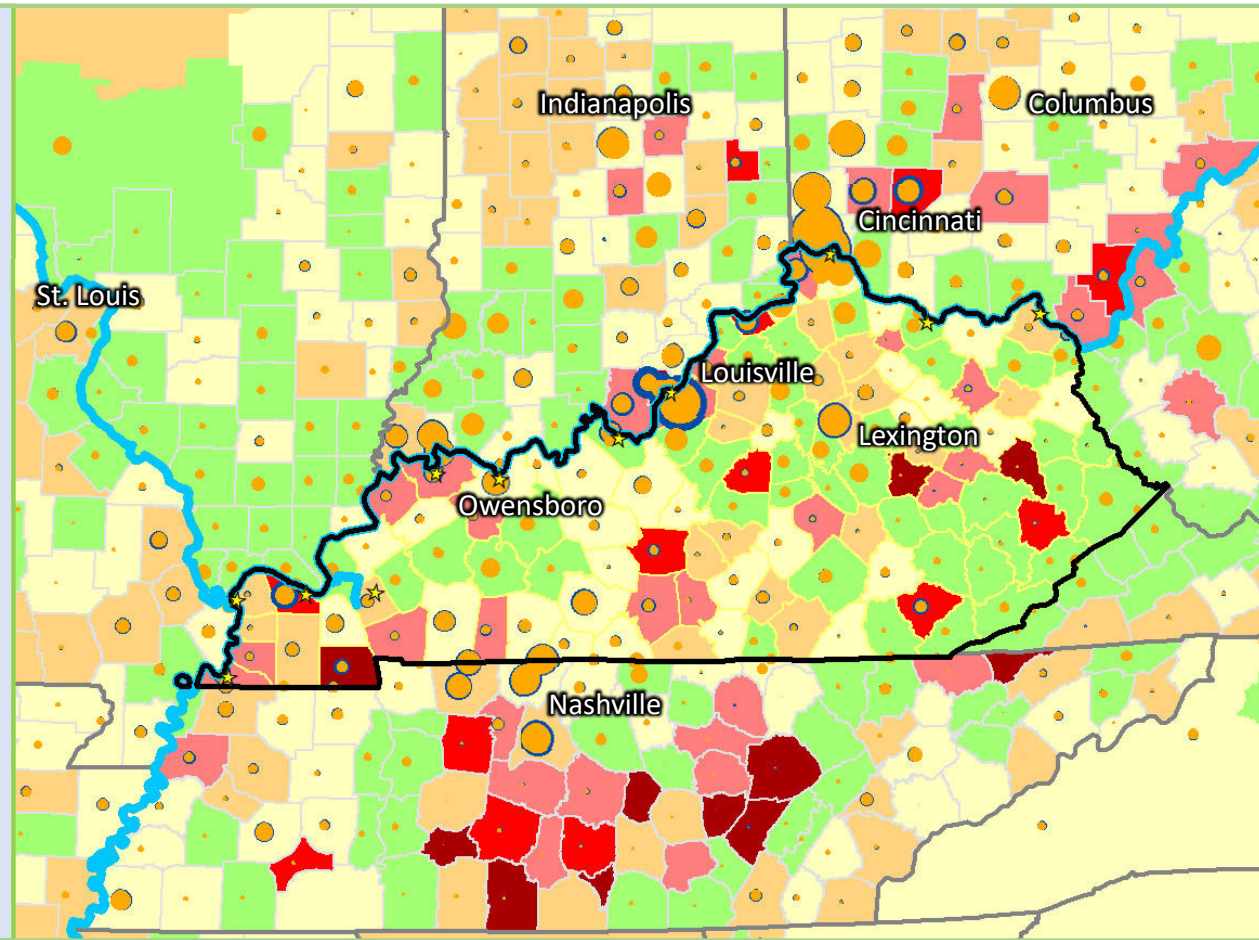 Indianapolis
Columbus
Cincinnati
St. Louis
Louisville
Lexington
Owensboro
Nashville